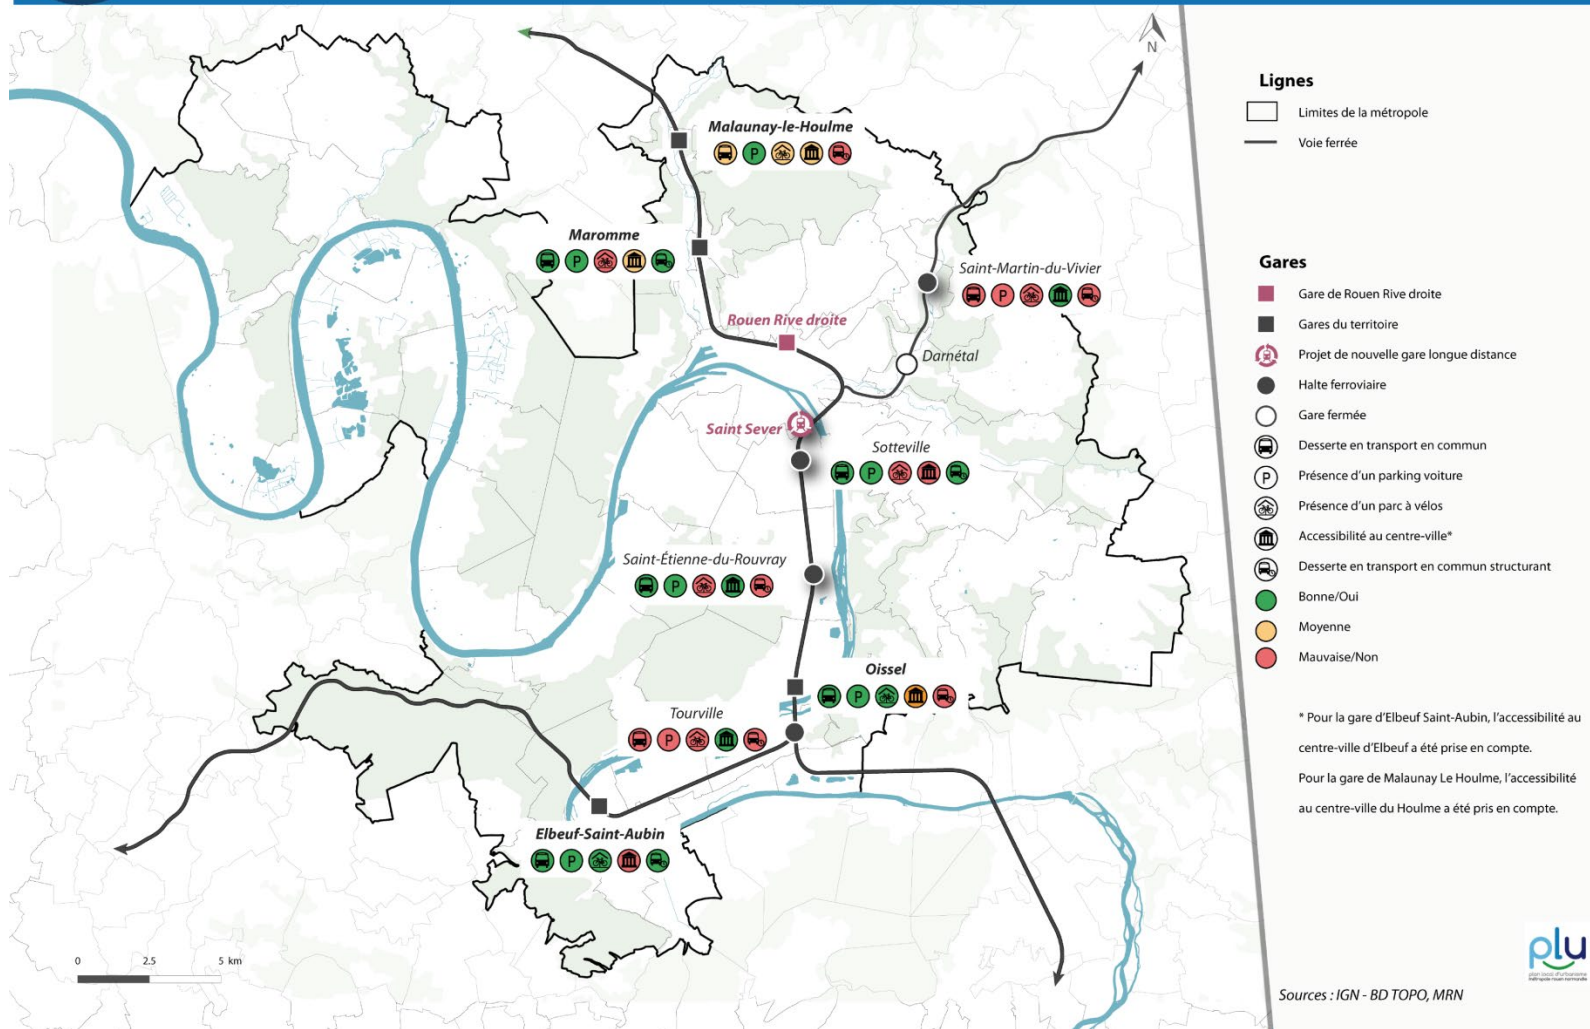 N
Malaunay-le-Houlme
P
Maromme
P
Saint-Martin-du-Vivier
P
Rouen Rive droite
Darnétal
Saint Sever
Sotteville
P
Saint-Étienne-du-Rouvray
P
Oissel
P
Tourville
P
Elbeuf-Saint-Aubin
P
0 2.5 5 km
Lignes
Limites de la métropole
Voie ferrée
Gares
Gare de Rouen Rive droite
Gares du territoire
Projet de nouvelle gare longue distance
Halte ferroviaire
Gare fermée
Desserte en transport en commun
P Présence d'un parking voiture
Présence d'un parc à vélos
Accessibilité au centre-ville*
Desserte en transport en commun structurant
Bonne/Oui
Moyenne
Mauvaise/Non
* Pour la gare d'Elbeuf Saint-Aubin, l'accessibilité au
centre-ville d'Elbeuf a été prise en compte.
Pour la gare de Malaunay Le Houlme, l'accessibilité
au centre-ville du Houlme a été pris en compte.
plu
plan local d'urbanisme
métropole rouen normandie
Sources : IGN - BD TOPO, MRN